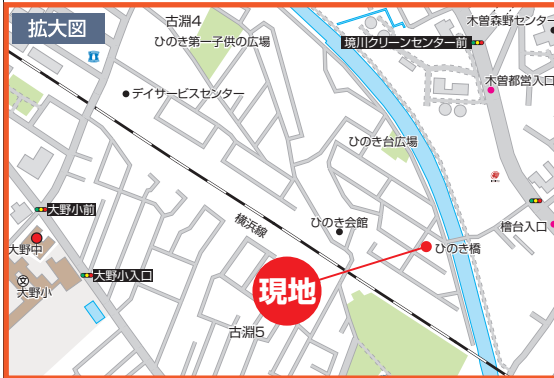 拡大図
古淵4
ひのき第一子供の広場
木曽森野センター
境川クリーンセンター前
木曽都営入口
デイサービスセンター
ひのき台広場
大野小前
横浜線
ひのき会館
檜台入口
大野中
ひのき橋
大野小入口
大野小
現地
古淵5